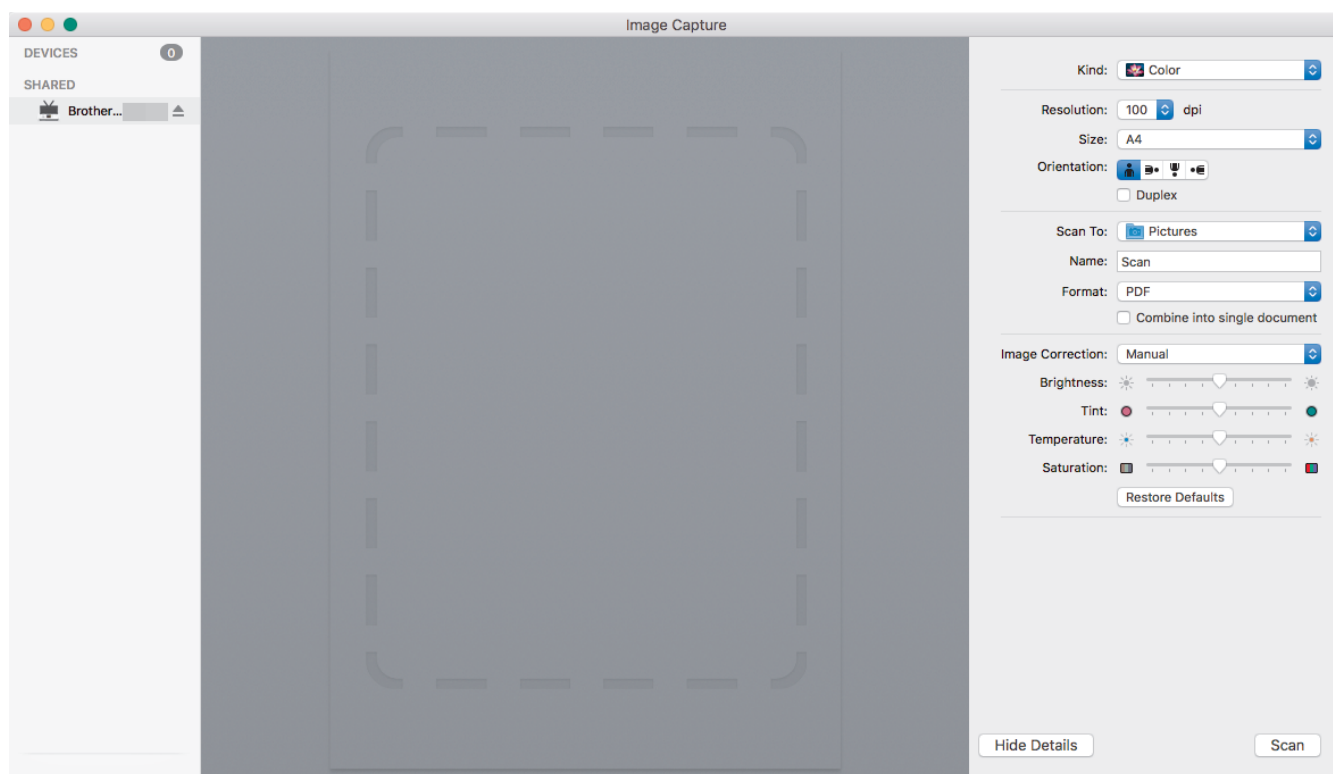 Image Capture
DEVICES 0
SHARED
Brother...
Kind: Color
Resolution: 100 dpi
Size: A4
Orientation:
Duplex
Scan To: Pictures
Name: Scan
Format: PDF
Combine into single document
Image Correction: Manual
Brightness:
Tint:
Temperature:
Saturation:
Restore Defaults
Hide Details Scan